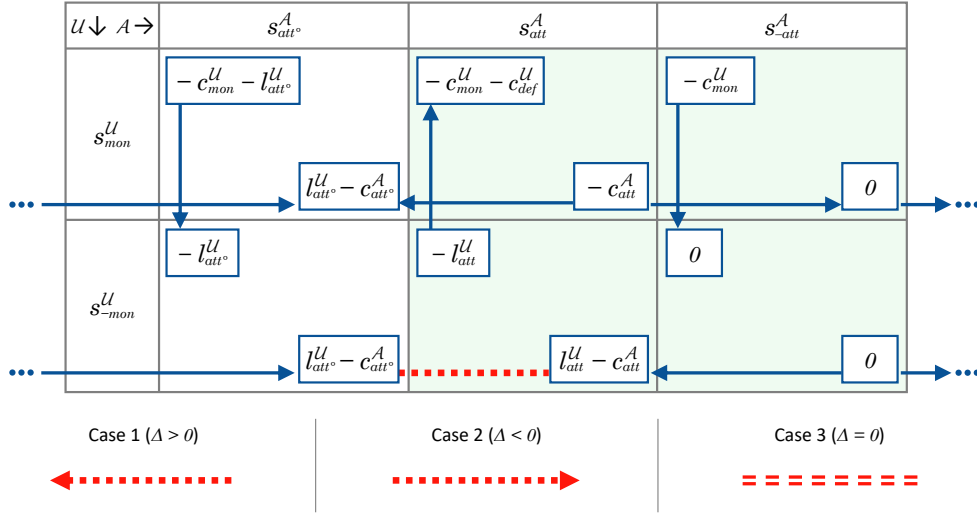 𝒰↓ 𝒜→ s^𝒜_att° s^𝒜_att s^𝒜_¬att
− c^𝒰_mon − l^𝒰_att° − c^𝒰_mon − c^𝒰_def − c^𝒰_mon
s^𝒰_mon
••• l^𝒰_att° − c^𝒜_att° − c^𝒜_att 0 •••
− l^𝒰_att° − l^𝒰_att 0
s^𝒰_¬mon
••• l^𝒰_att° − c^𝒜_att° l^𝒰_att − c^𝒜_att 0 •••
Case 1 (Δ > 0) Case 2 (Δ < 0) Case 3 (Δ = 0)